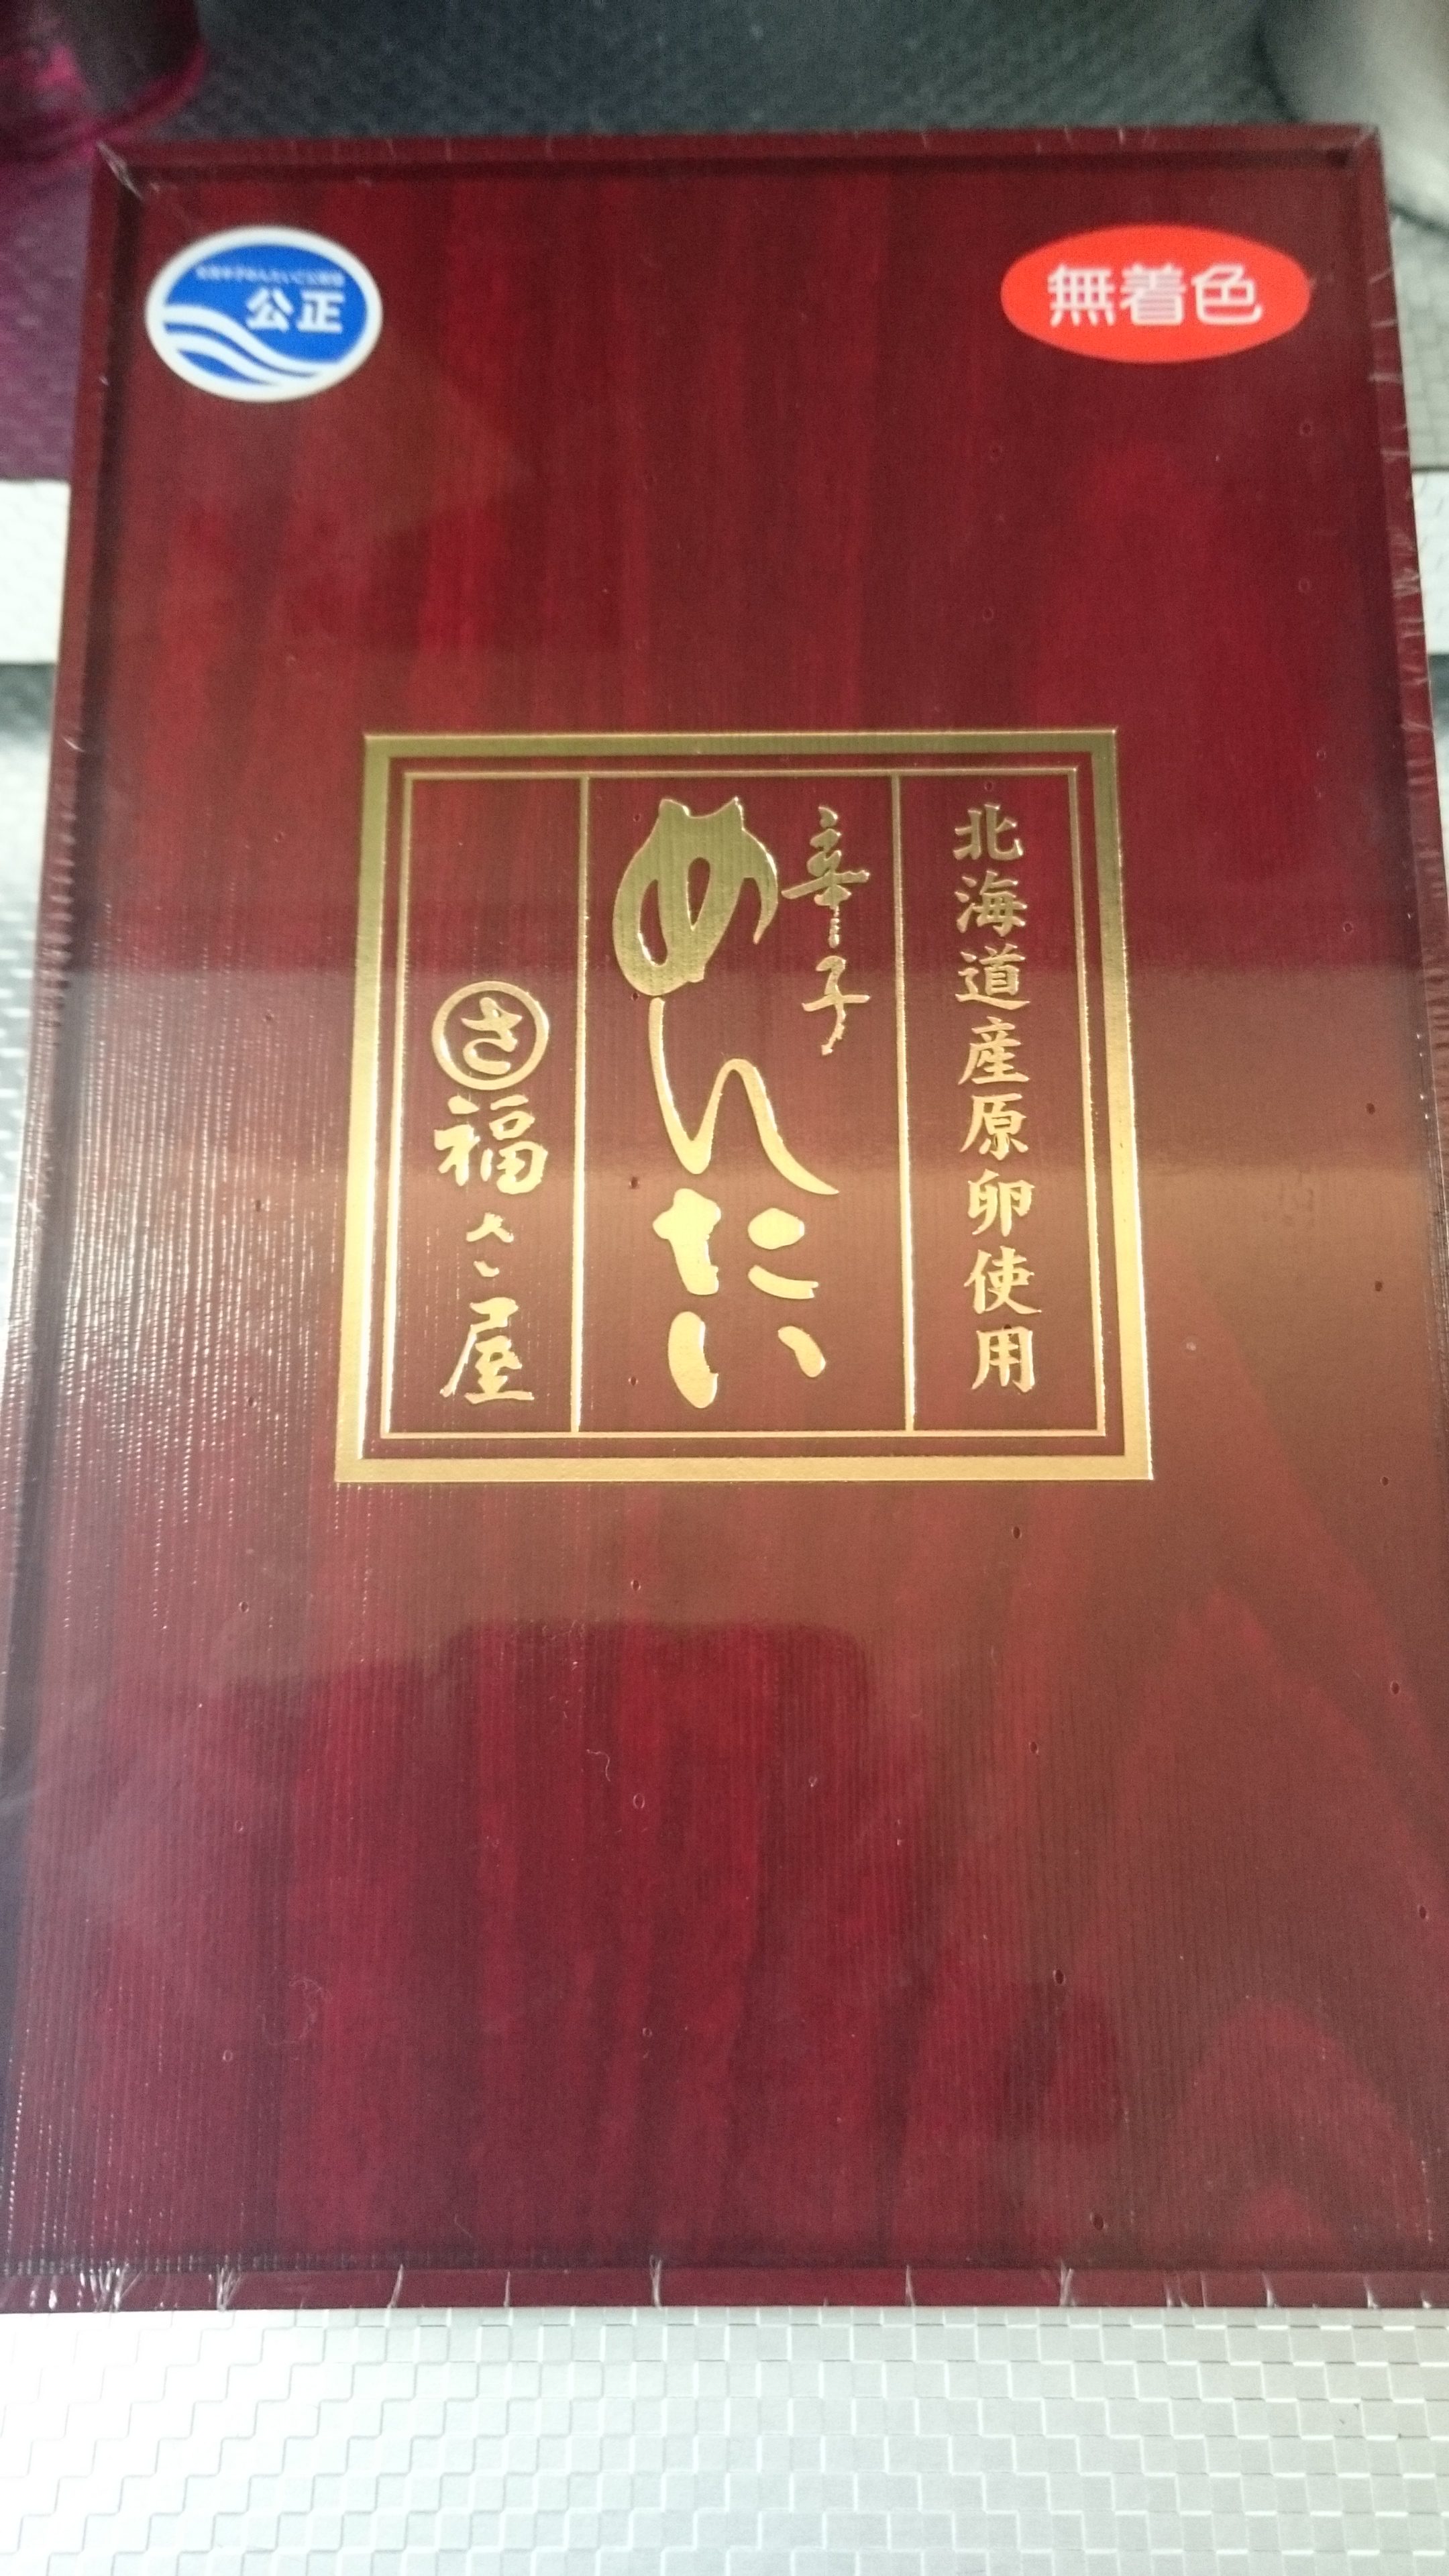 公正
無着色
北海道産原卵使用
辛子
めんたい
さ
福さ屋